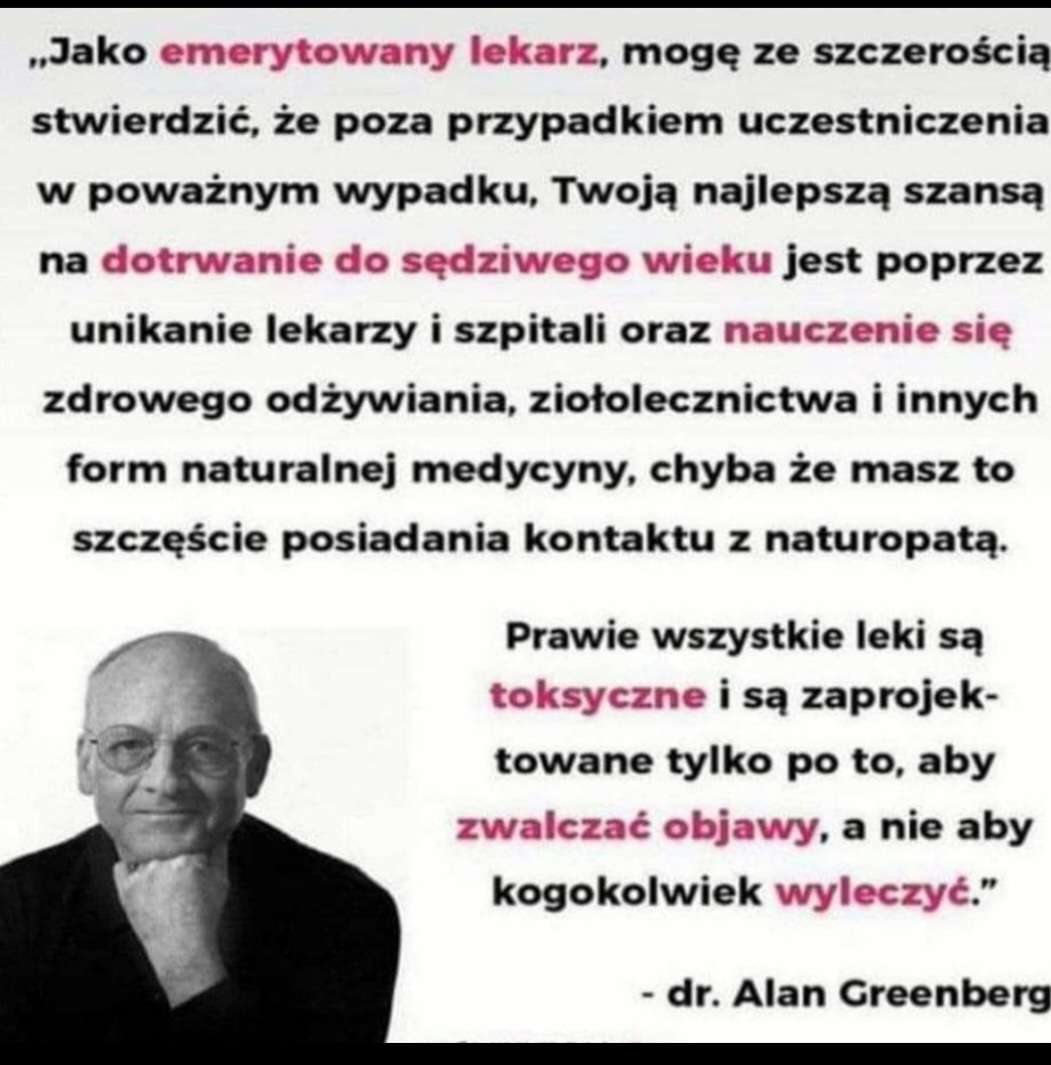 „Jako emerytowany lekarz, mogę ze szczerością
stwierdzić, że poza przypadkiem uczestniczenia
w poważnym wypadku, Twoją najlepszą szansą
na dotrwanie do sędziwego wieku jest poprzez
unikanie lekarzy i szpitali oraz nauczenie się
zdrowego odżywiania, ziołolecznictwa i innych
form naturalnej medycyny, chyba że masz to
szczęście posiadania kontaktu z naturopatą.
Prawie wszystkie leki są
toksyczne i są zaprojek-
towane tylko po to, aby
zwalczać objawy, a nie aby
kogokolwiek wyleczyć.”
- dr. Alan Greenberg